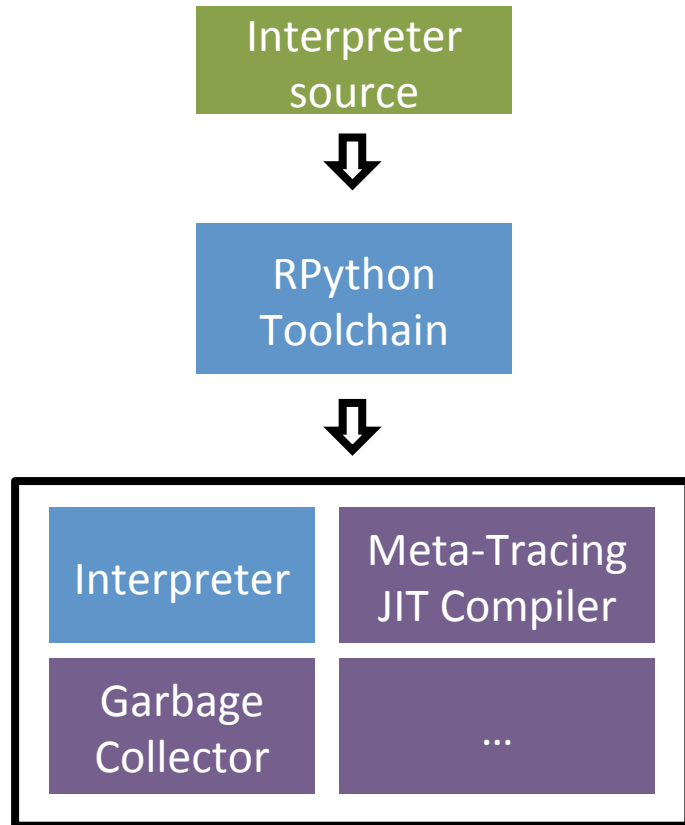 Interpreter
source
RPython
Toolchain
Interpreter
Meta-Tracing
JIT Compiler
Garbage
Collector
...